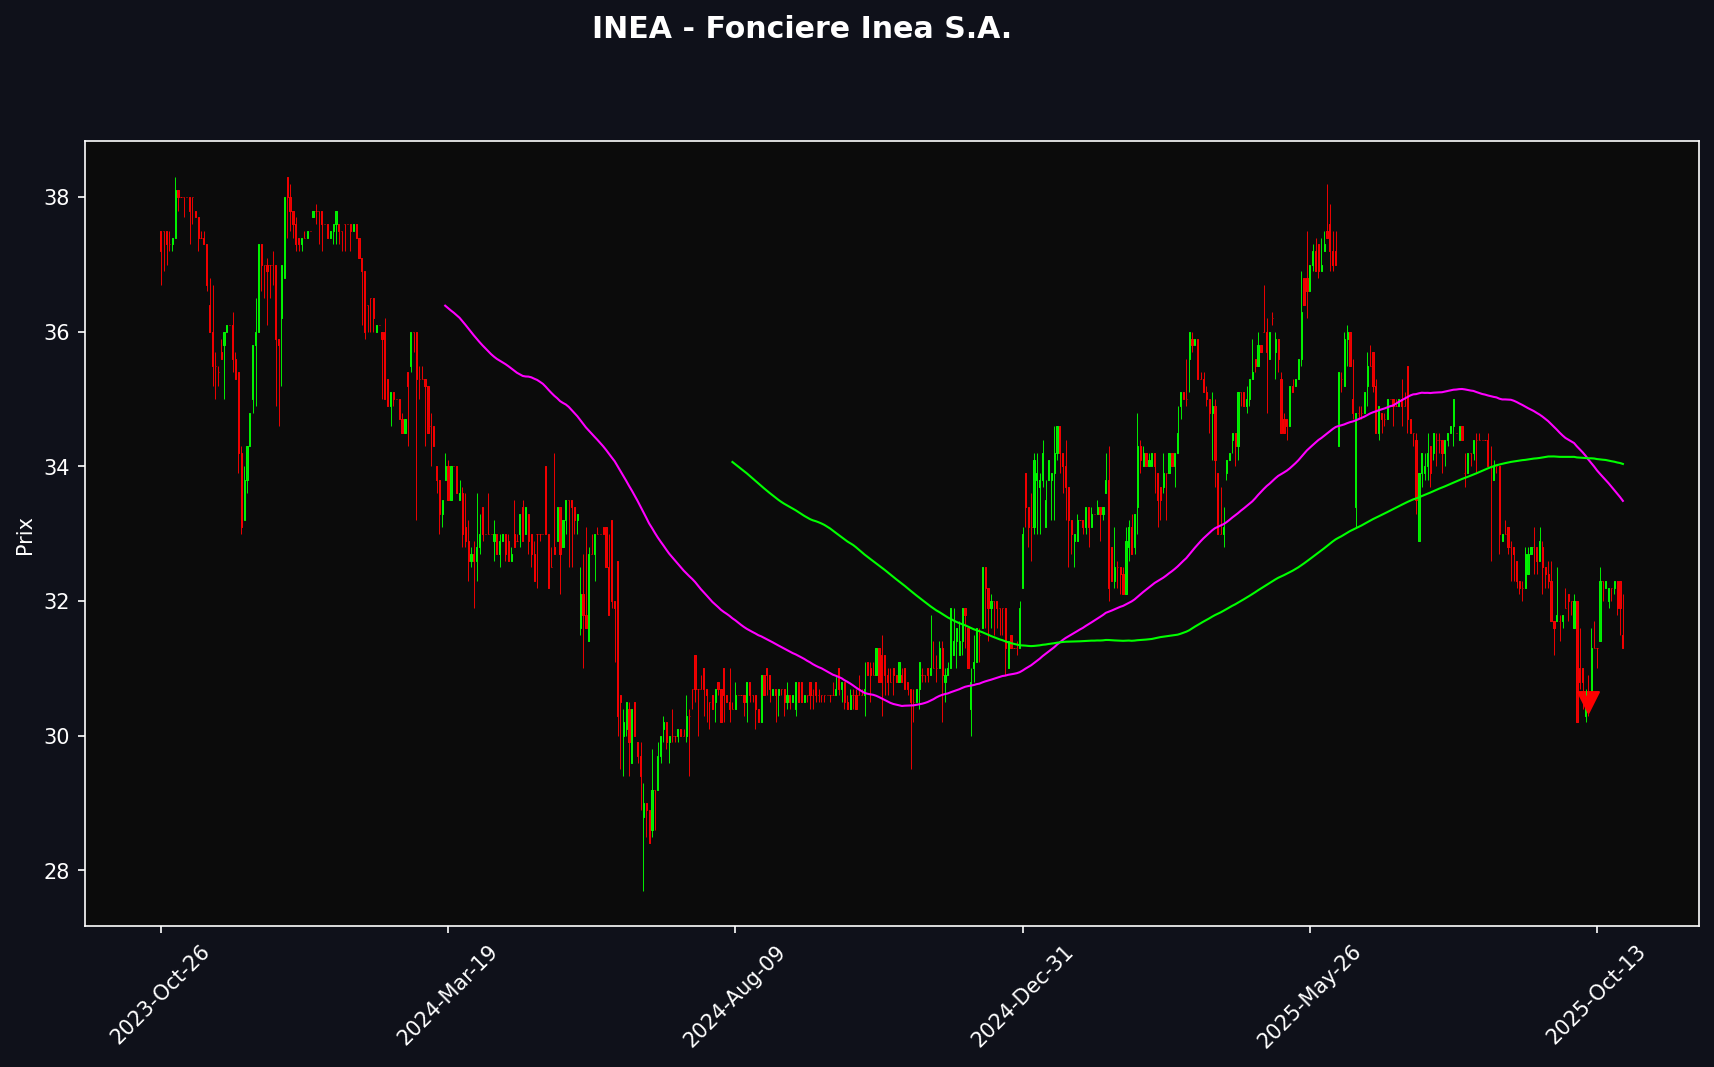 INEA - Fonciere Inea S.A.
Prix
38
36
34
32
30
28
2023-Oct-26
2024-Mar-19
2024-Aug-09
2024-Dec-31
2025-May-26
2025-Oct-13